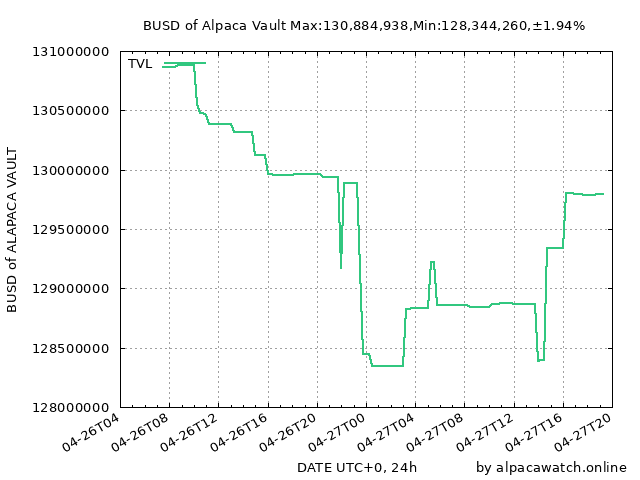 BUSD of Alpaca Vault Max:130,884,938,Min:128,344,260,±1.94%
131000000
TVL
130500000
130000000
129500000
129000000
128500000
128000000
BUSD of ALAPACA VAULT
04-26T04
04-26T08
04-26T12
04-26T16
04-26T20
04-27T00
04-27T04
04-27T08
04-27T12
04-27T16
04-27T20
DATE UTC+0, 24h
by alpacawatch.online